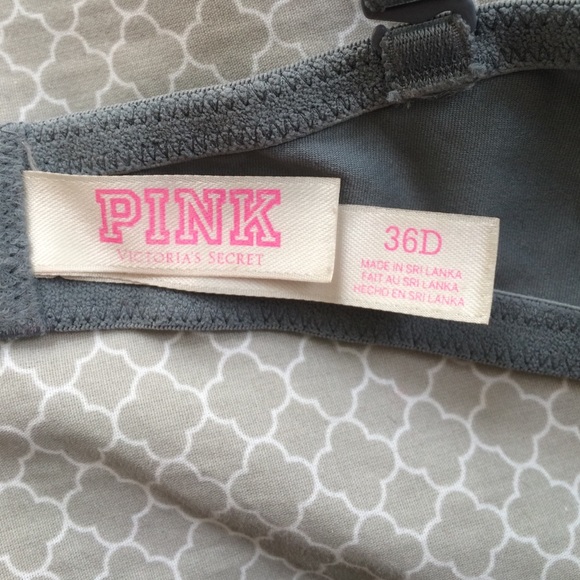 PINK
VICTORIA'S SECRET
36D
MADE IN SRI LANKA
FAIT AU SRI LANKA
HECHO EN SRI LANKA